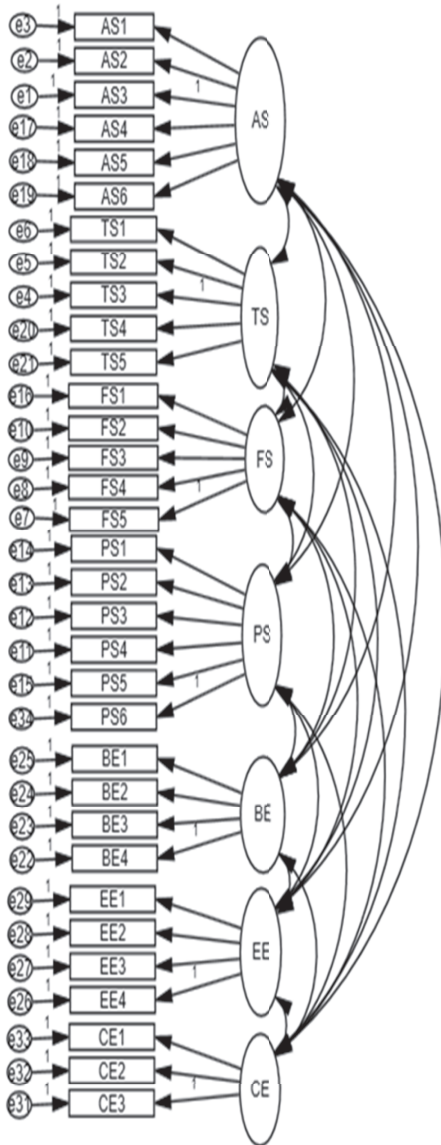 e3 1 AS1
e2 1 AS2
e1 1 AS3 1 AS
e17 1 AS4
e18 1 AS5
e19 1 AS6
e6 1 TS1
e5 1 TS2
e4 1 TS3 1 TS
e20 1 TS4
e21 1 TS5
e16 1 FS1
e10 1 FS2
e9 1 FS3 FS
e8 1 FS4 1
e7 1 FS5
e14 1 PS1
e13 1 PS2
e12 1 PS3 PS
e11 1 PS4
e15 1 PS5 1
e34 1 PS6
e25 1 BE1
e24 1 BE2 BE
e23 1 BE3 1
e22 1 BE4
e29 1 EE1
e28 1 EE2 EE
e27 1 EE3 1
e26 1 EE4
e33 1 CE1
e32 1 CE2 CE
e31 1 CE3 1